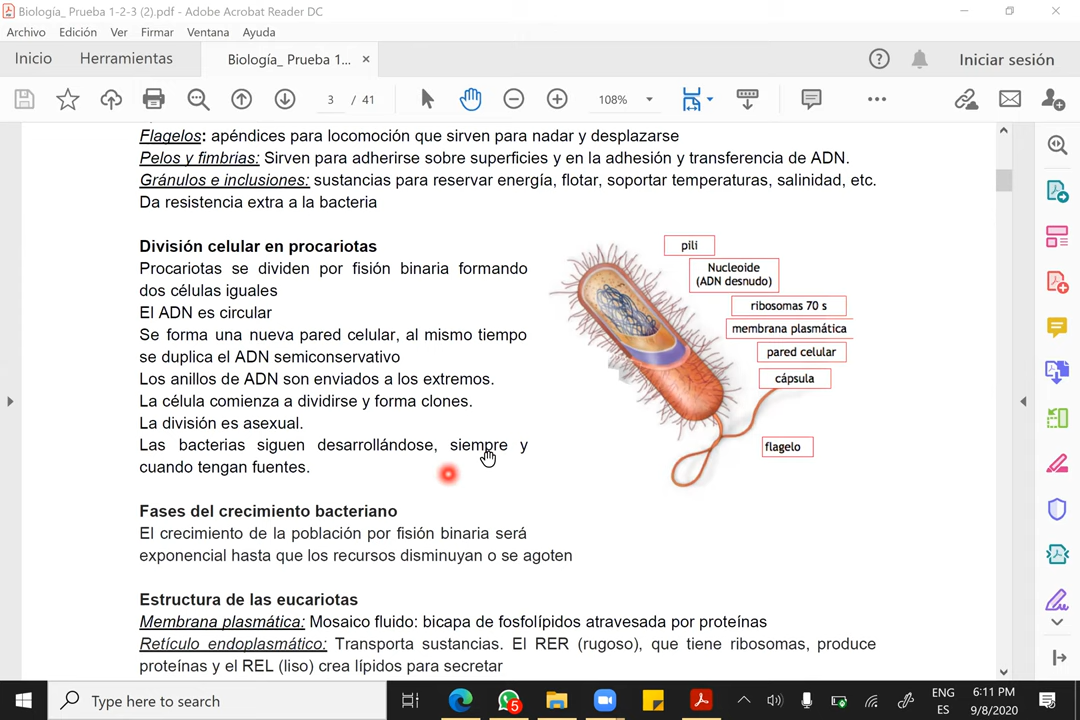 Biología_ Prueba 1-2-3 (2).pdf - Adobe Acrobat Reader DC
Archivo Edición Ver Firmar Ventana Ayuda
Inicio Herramientas Biología_ Prueba 1... × Iniciar sesión
3 / 41 108%
Flagelos: apéndices para locomoción que sirven para nadar y desplazarse
Pelos y fimbrias: Sirven para adherirse sobre superficies y en la adhesión y transferencia de ADN.
Gránulos e inclusiones: sustancias para reservar energía, flotar, soportar temperaturas, salinidad, etc.
Da resistencia extra a la bacteria
División celular en procariotas
Procariotas se dividen por fisión binaria formando
dos células iguales
El ADN es circular
Se forma una nueva pared celular, al mismo tiempo
se duplica el ADN semiconservativo
Los anillos de ADN son enviados a los extremos.
La célula comienza a dividirse y forma clones.
La división es asexual.
Las bacterias siguen desarrollándose, siempre y
cuando tengan fuentes.
pili
Nucleoide
(ADN desnudo)
ribosomas 70 s
membrana plasmática
pared celular
cápsula
flagelo
Fases del crecimiento bacteriano
El crecimiento de la población por fisión binaria será
exponencial hasta que los recursos disminuyan o se agoten
Estructura de las eucariotas
Membrana plasmática: Mosaico fluido: bicapa de fosfolípidos atravesada por proteínas
Retículo endoplasmático: Transporta sustancias. El RER (rugoso), que tiene ribosomas, produce
proteínas y el REL (liso) crea lípidos para secretar
Type here to search
5
ENG
ES
6:11 PM
9/8/2020